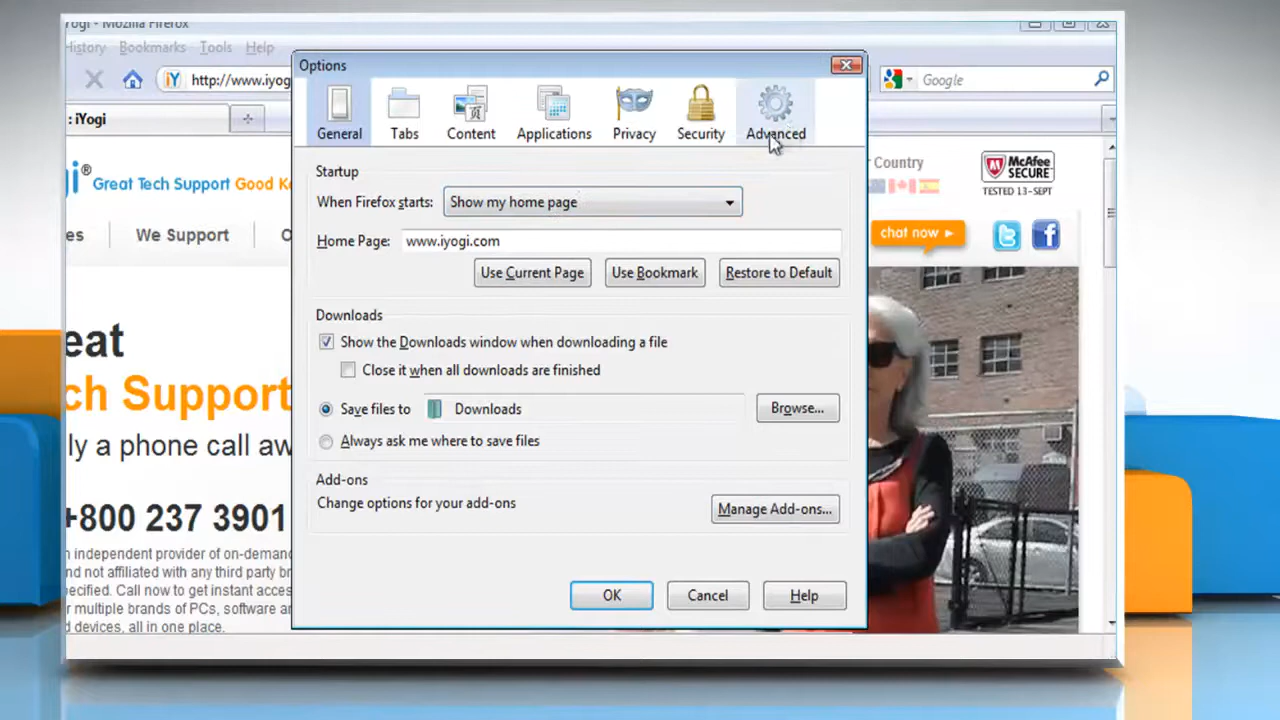 iYogi - Mozilla Firefox
History Bookmarks Tools Help
Options
http://www.iyog
Google
: iYogi
General Tabs Content Applications Privacy Security Advanced
Startup
When Firefox starts: Show my home page
Home Page: www.iyogi.com
Use Current Page Use Bookmark Restore to Default
Downloads
Show the Downloads window when downloading a file
Close it when all downloads are finished
Save files to Downloads Browse...
Always ask me where to save files
Add-ons
Change options for your add-ons
Manage Add-ons...
OK Cancel Help
gi® Great Tech Support Good K
Country
McAfee
SECURE
TESTED 13-SEPT
es We Support
chat now
eat
ch Support
ly a phone call aw
+800 237 3901
n independent provider of on-deman
nd not affiliated with any third party br
pecified. Call now to get instant acces
r multiple brands of PCs, software a
d devices, all in one place.